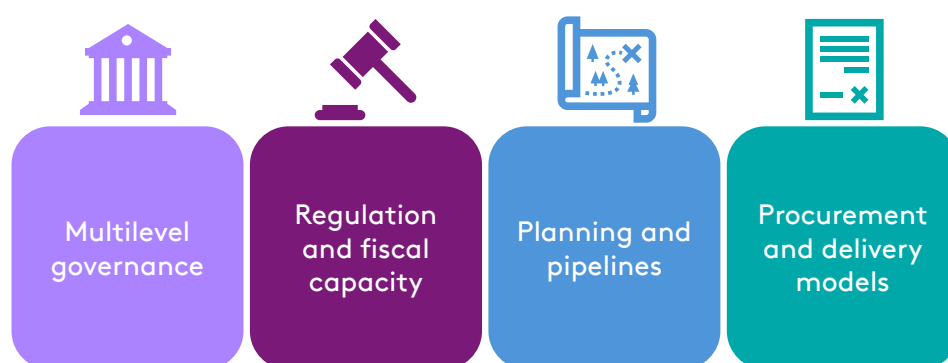 Multilevel
governance
Regulation
and fiscal
capacity
Planning and
pipelines
Procurement
and delivery
models